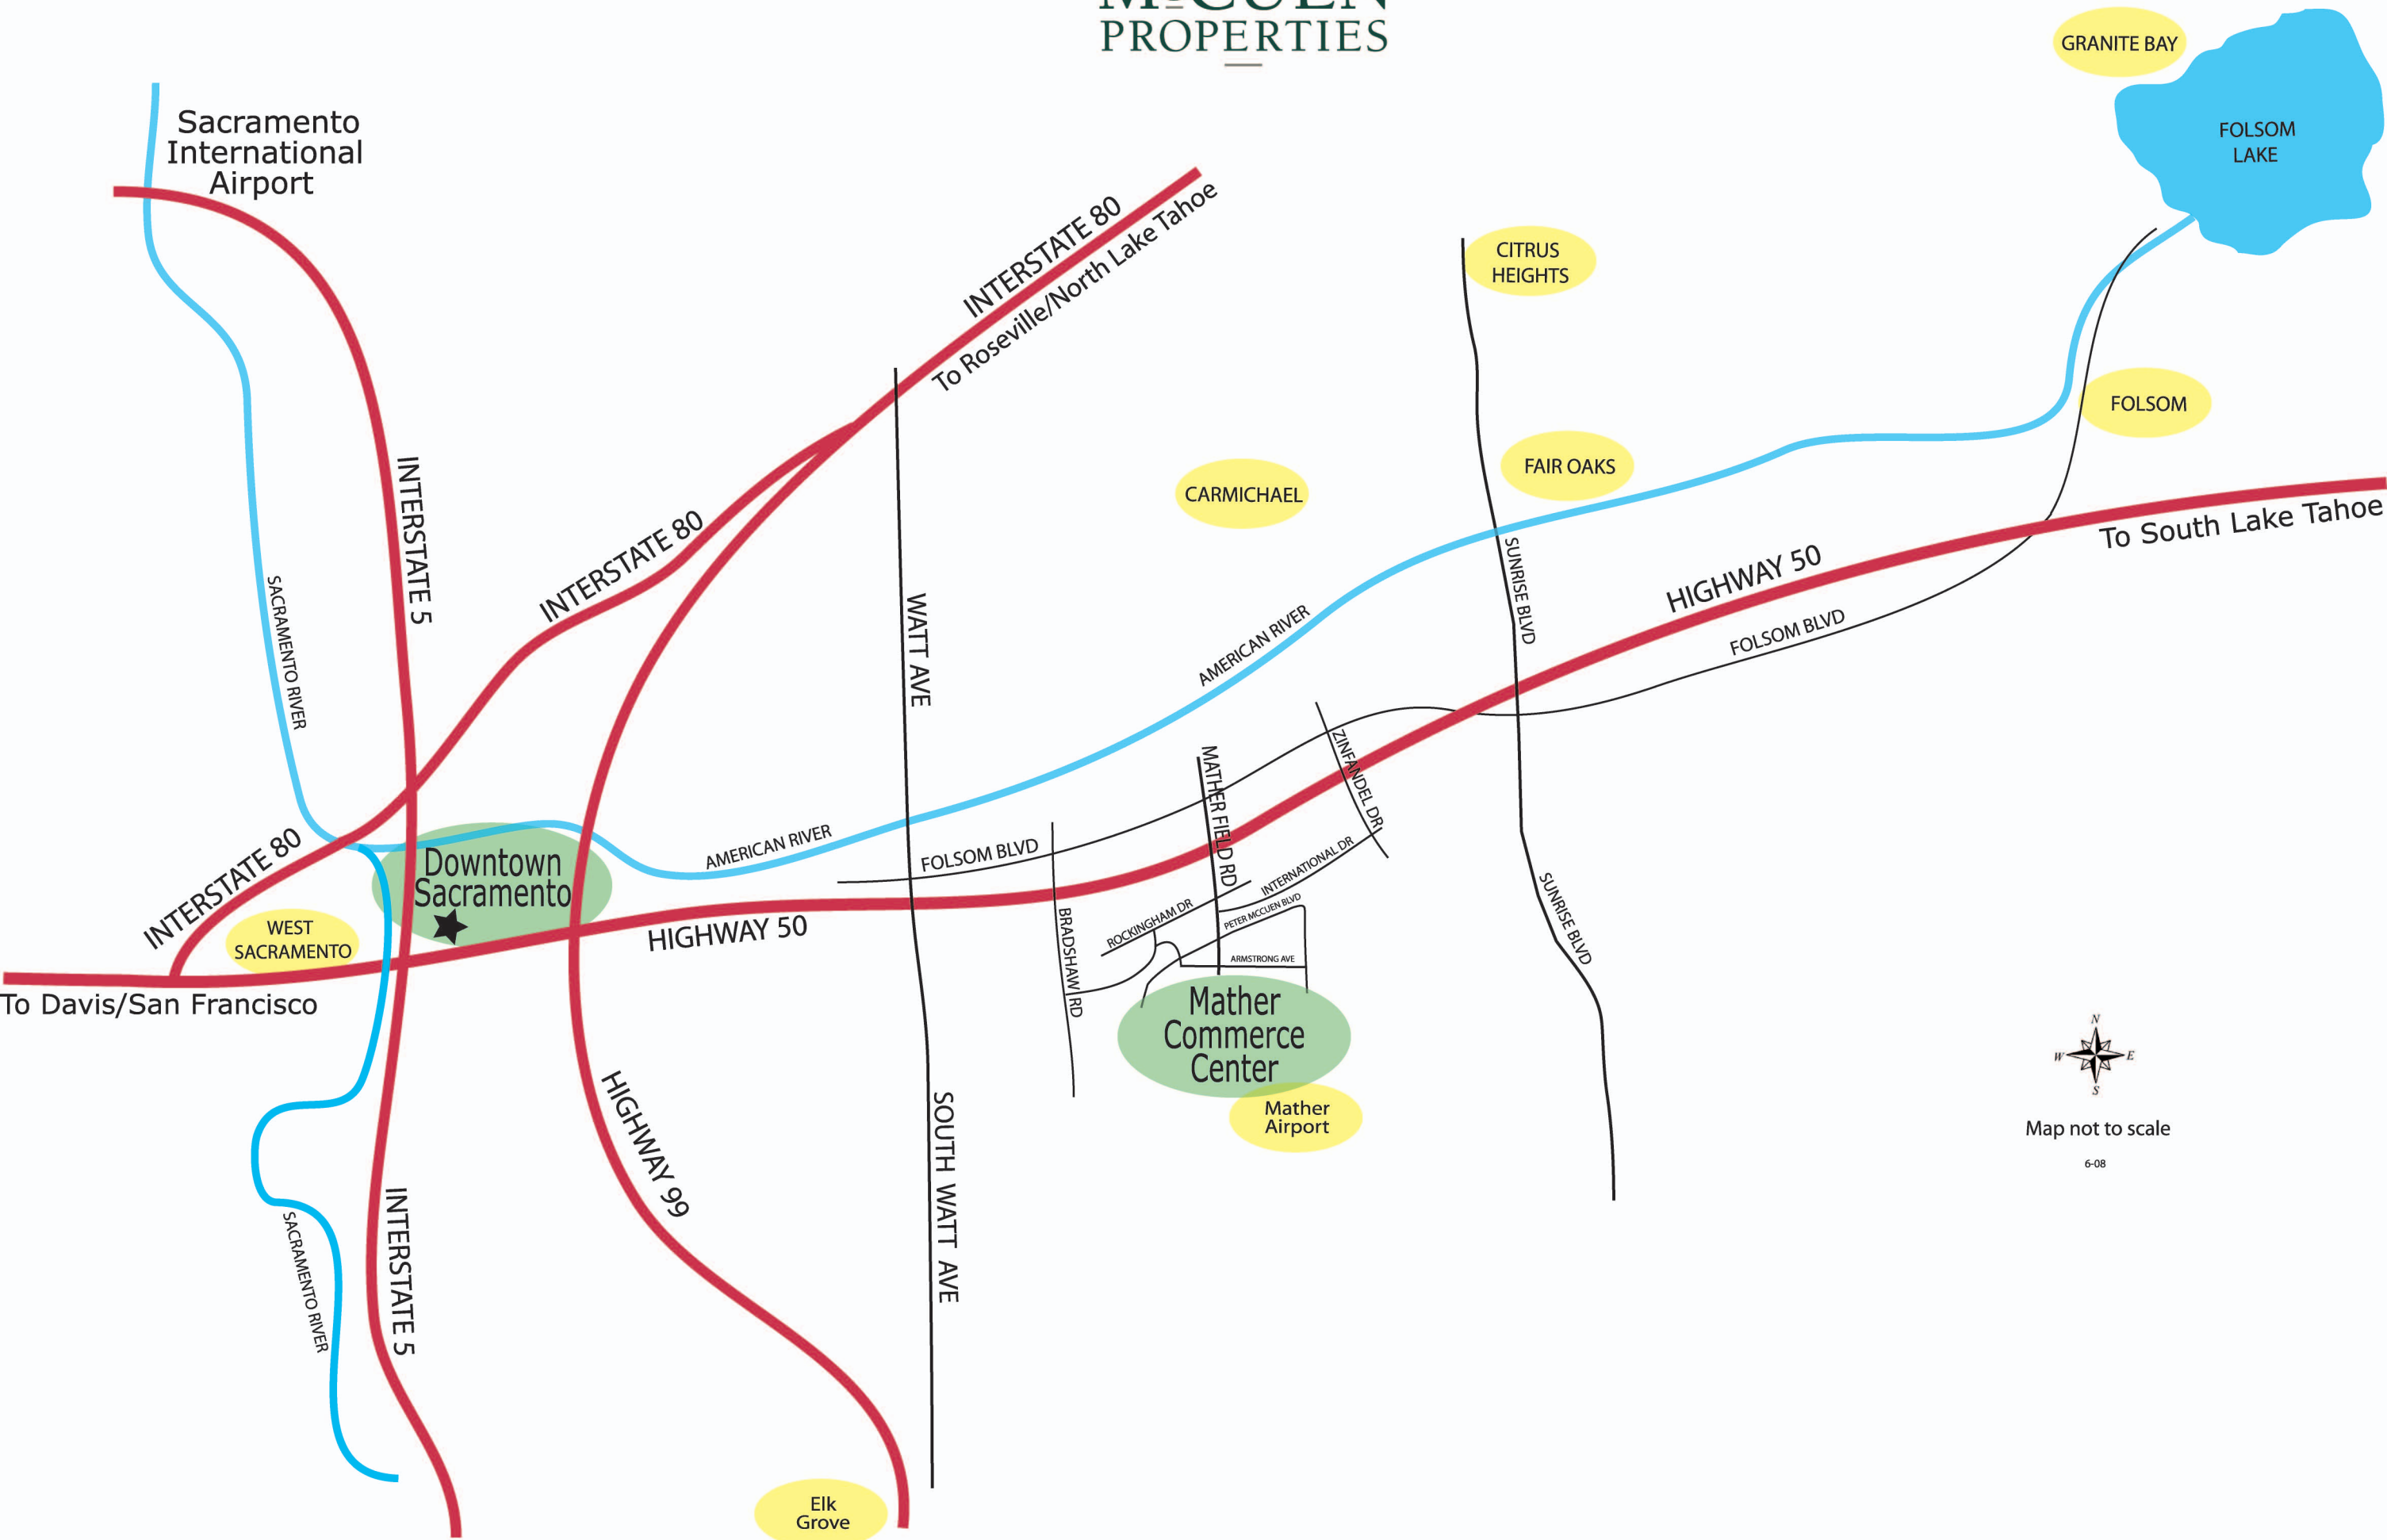 McCUEN
PROPERTIES
GRANITE BAY
FOLSOM
LAKE
Sacramento
International
Airport
INTERSTATE 80
To Roseville/North Lake Tahoe
CITRUS
HEIGHTS
FOLSOM
INTERSTATE 5
CARMICHAEL
FAIR OAKS
INTERSTATE 80
To South Lake Tahoe
SACRAMENTO RIVER
WATT AVE
AMERICAN RIVER
SUNRISE BLVD
HIGHWAY 50
FOLSOM BLVD
MATHER FIELD RD
ZINFANDEL DR
INTERSTATE 80
Downtown
Sacramento
AMERICAN RIVER
FOLSOM BLVD
INTERNATIONAL DR
PETER MCCUEN BLVD
ROCKINGHAM DR
SUNRISE BLVD
WEST
SACRAMENTO
HIGHWAY 50
BRADSHAW RD
ARMSTRONG AVE
To Davis/San Francisco
Mather
Commerce
Center
N
W
E
S
HIGHWAY 99
SOUTH WATT AVE
Mather
Airport
Map not to scale
6-08
INTERSTATE 5
SACRAMENTO RIVER
Elk
Grove